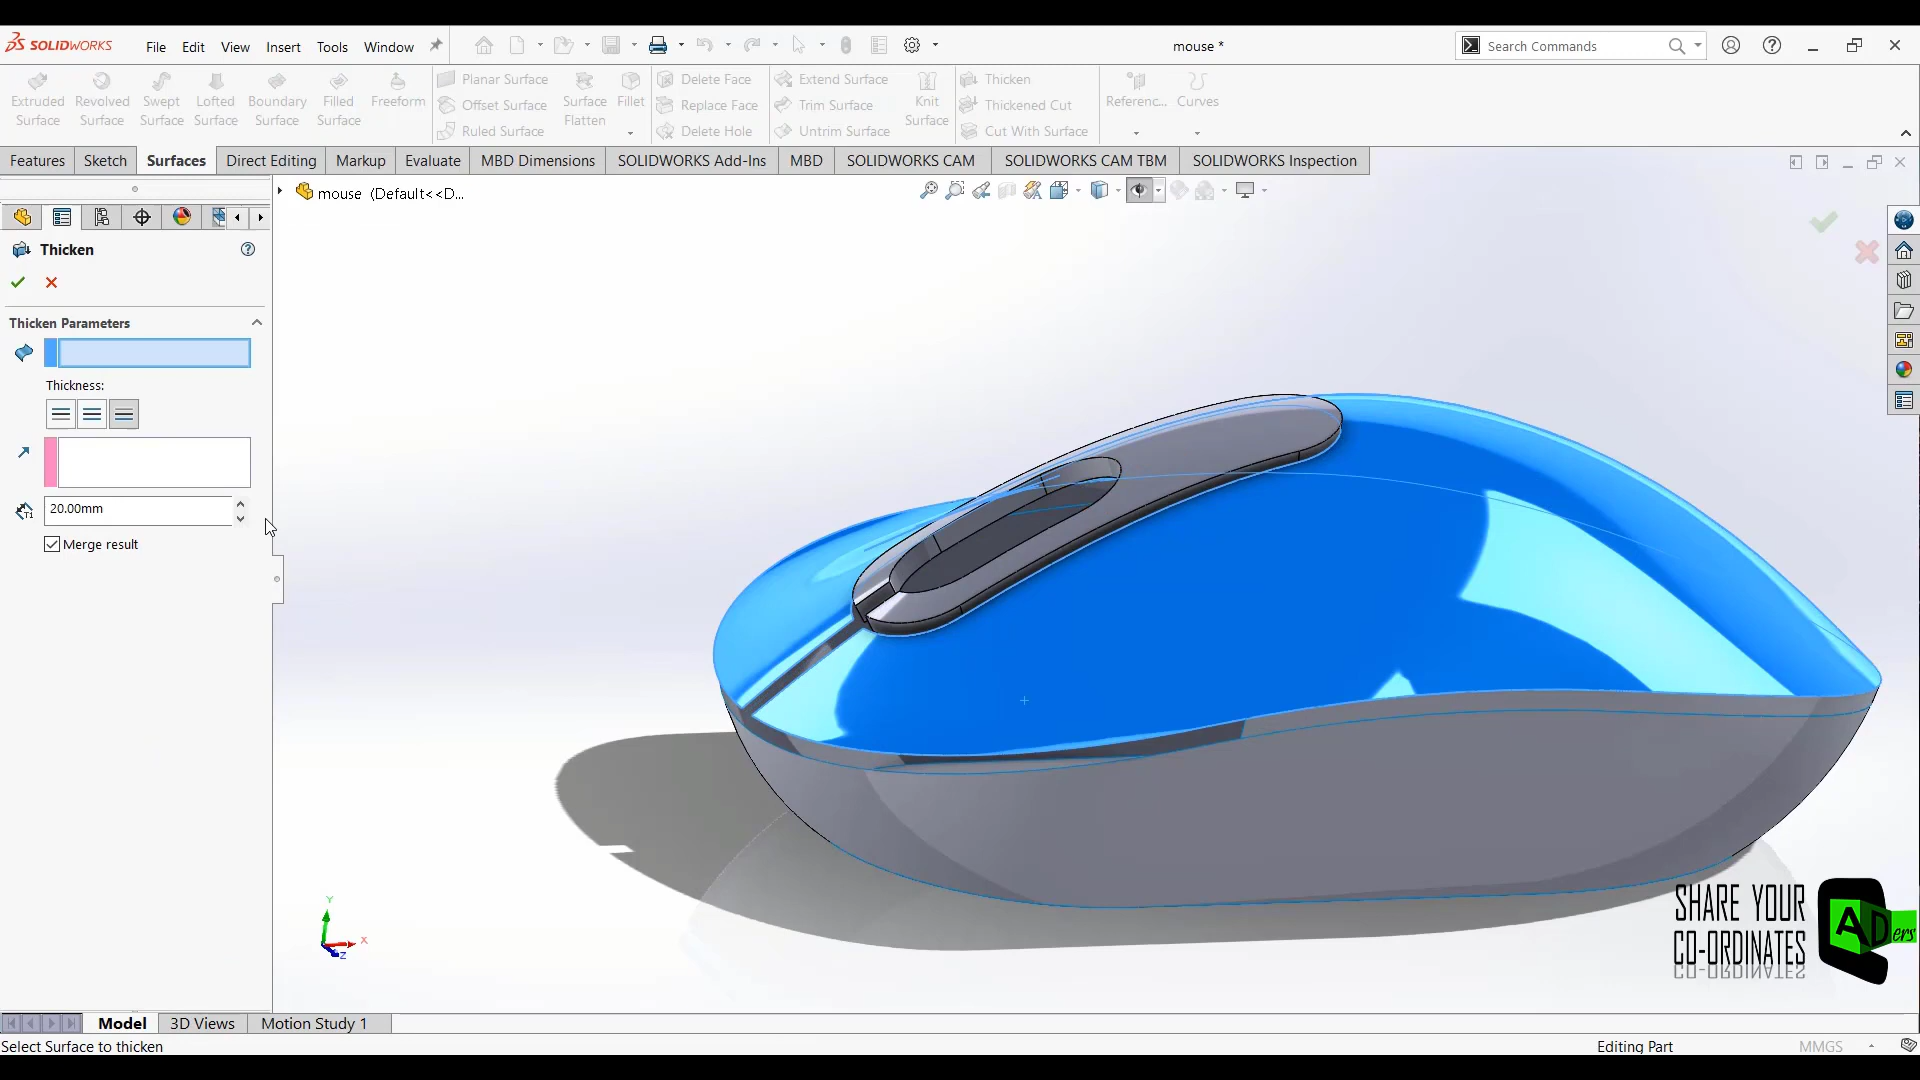 SOLIDWORKS
File Edit View Insert Tools Window
mouse *
Search Commands
Extruded Surface
Revolved Surface
Swept Surface
Lofted Surface
Boundary Surface
Filled Surface
Freeform
Planar Surface
Offset Surface
Ruled Surface
Surface Flatten
Fillet
Delete Face
Replace Face
Delete Hole
Extend Surface
Trim Surface
Untrim Surface
Knit Surface
Thicken
Thickened Cut
Cut With Surface
Referenc...
Curves
Features Sketch Surfaces Direct Editing Markup Evaluate MBD Dimensions SOLIDWORKS Add-Ins MBD SOLIDWORKS CAM SOLIDWORKS CAM TBM SOLIDWORKS Inspection
mouse (Default<<D...
Thicken
Thicken Parameters
Thickness:
20.00mm
Merge result
Y
X
Z
SHARE YOUR
CO-ORDINATES
CADers
Model 3D Views Motion Study 1
Select Surface to thicken
Editing Part
MMGS